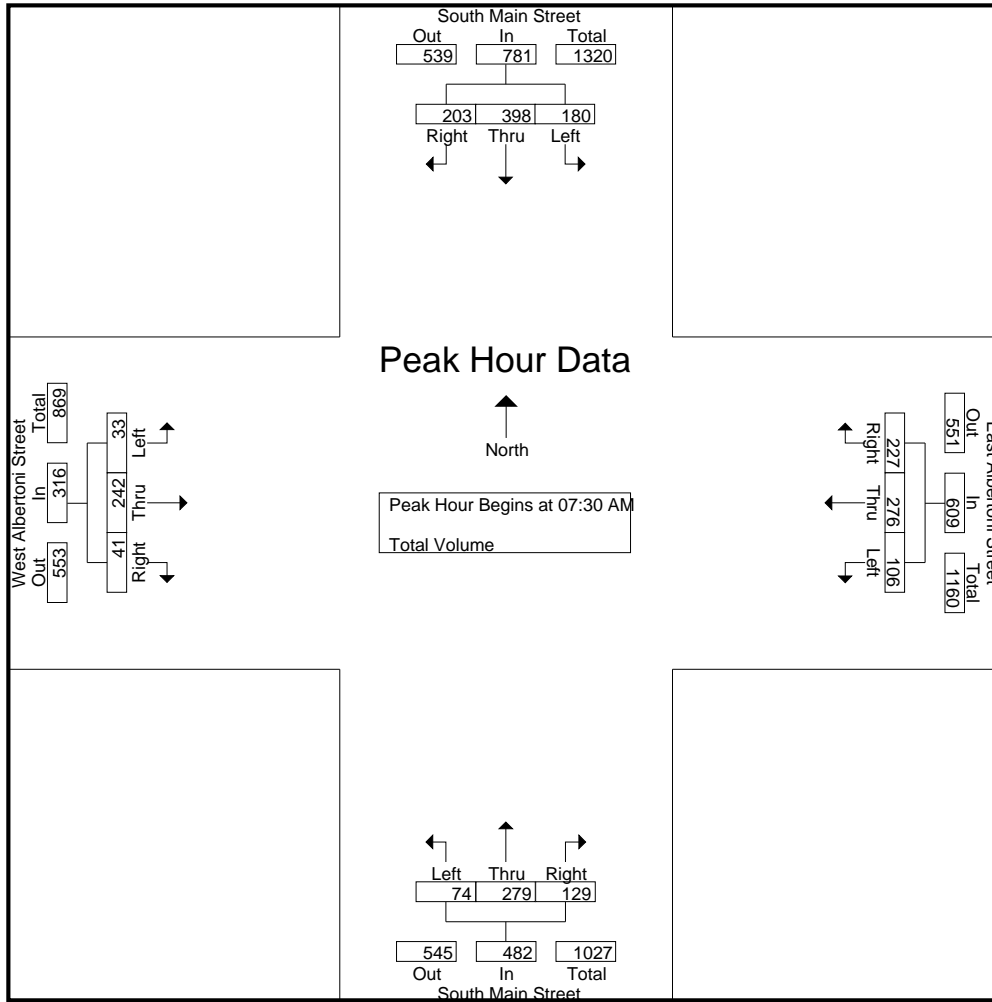 South Main Street
Out In Total
539 781 1320
203 398 180
Right Thru Left
Peak Hour Data
North
Peak Hour Begins at 07:30 AM
Total Volume
West Albertoni Street
Out In Total
553 316 869
33 242 41
Left Thru Right
East Albertoni Street
Out In Total
551 609 1160
227 276 106
Right Thru Left
Left Thru Right
74 279 129
545 482 1027
Out In Total
South Main Street